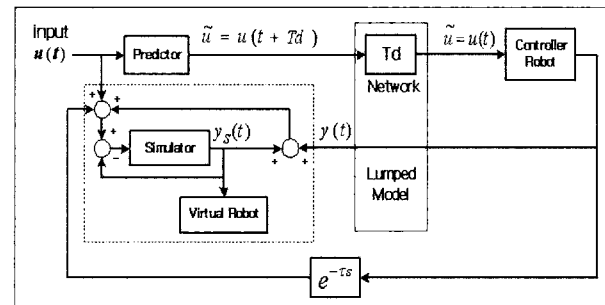 Input
u(t)
Predictor
ũ = u(t + Td)
Td
Network
ũ=u(t)
Controller
Robot
+
+
+
−
Simulator
y_S(t)
+
+
y(t)
Lumped
Model
Virtual Robot
e^{-τs}